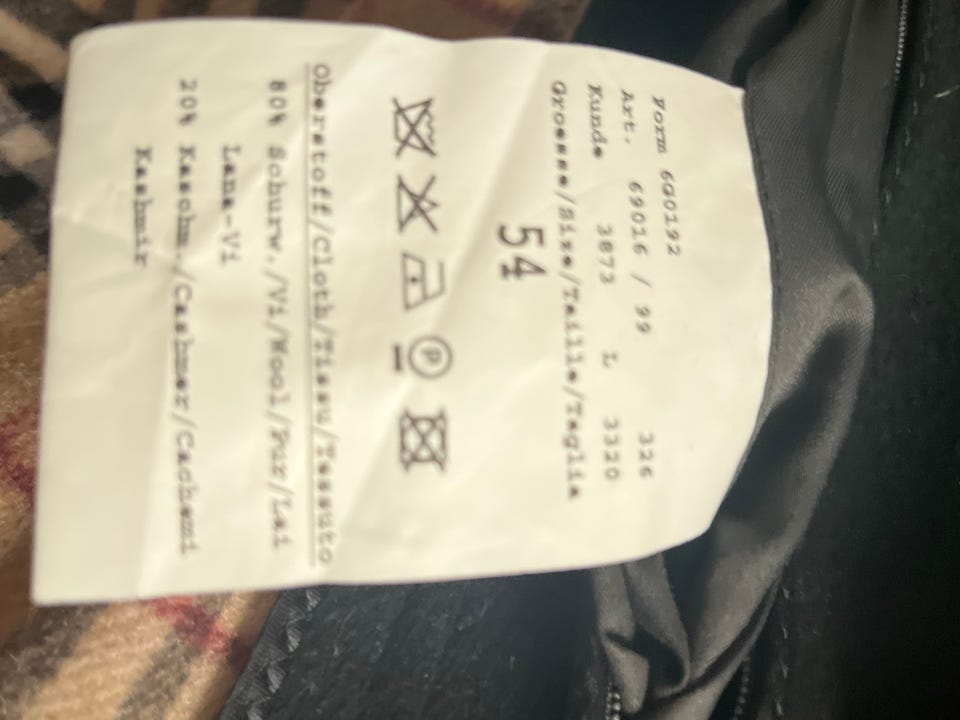 Form 6Q0192
Art. 69016 / 99 326
Kunde 3873 L 3320
Groesse/Size/Taille/Taglia
54
P
Oberstoff/Cloth/Tissu/Tessuto
80% Schurw./Vi/Wool/Pur/Lai
Lana-Vi
20% Kaschm./Cashmer/Cachemi
Kashmir